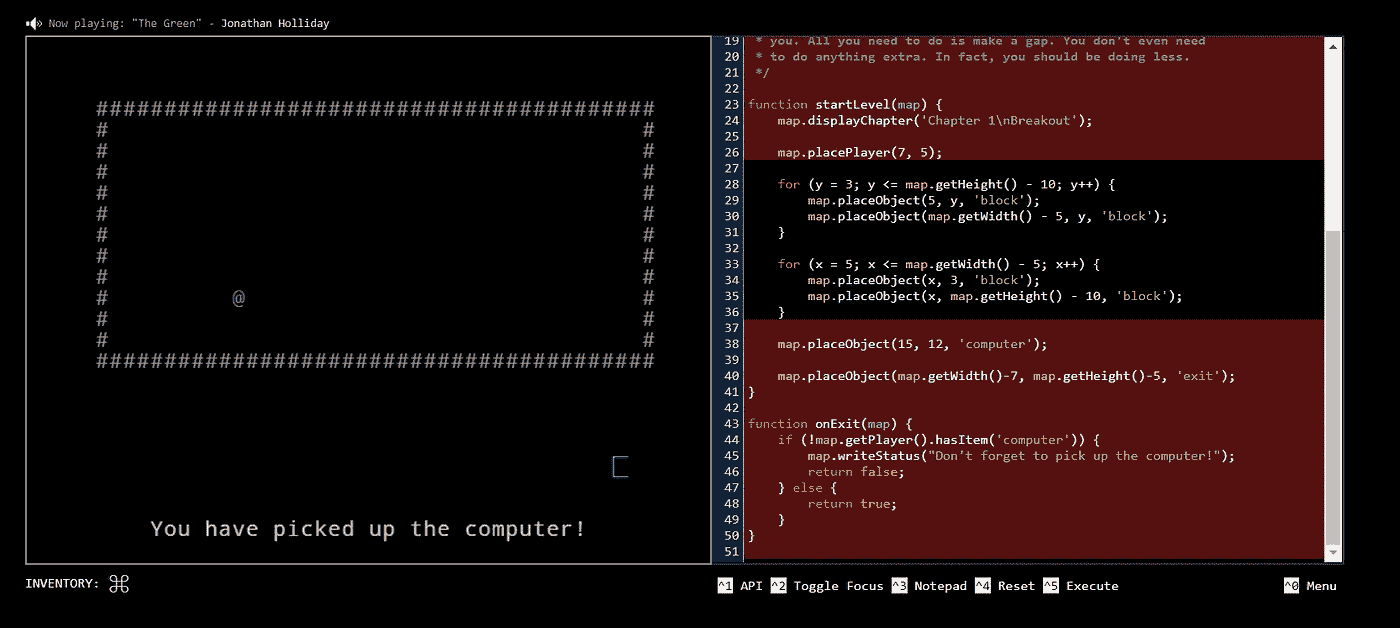 Now playing: "The Green" - Jonathan Holliday
########################################
#                                      #
#                                      #
#                                      #
#                                      #
#                                      #
#                                      #
#                                      #
#                                      #
#         @                            #
#                                      #
#                                      #
########################################
You have picked up the computer!
INVENTORY: ⌘
19 * you. All you need to do is make a gap. You don't even need
20 * to do anything extra. In fact, you should be doing less.
21 */
22
23 function startLevel(map) {
24     map.displayChapter('Chapter 1\nBreakout');
25
26     map.placePlayer(7, 5);
27
28     for (y = 3; y <= map.getHeight() - 10; y++) {
29         map.placeObject(5, y, 'block');
30         map.placeObject(map.getWidth() - 5, y, 'block');
31     }
32
33     for (x = 5; x <= map.getWidth() - 5; x++) {
34         map.placeObject(x, 3, 'block');
35         map.placeObject(x, map.getHeight() - 10, 'block');
36     }
37
38     map.placeObject(15, 12, 'computer');
39
40     map.placeObject(map.getWidth()-7, map.getHeight()-5, 'exit');
41 }
42
43 function onExit(map) {
44     if (!map.getPlayer().hasItem('computer')) {
45         map.writeStatus("Don't forget to pick up the computer!");
46         return false;
47     } else {
48         return true;
49     }
50 }
51
^1 API ^2 Toggle Focus ^3 Notepad ^4 Reset ^5 Execute ^0 Menu